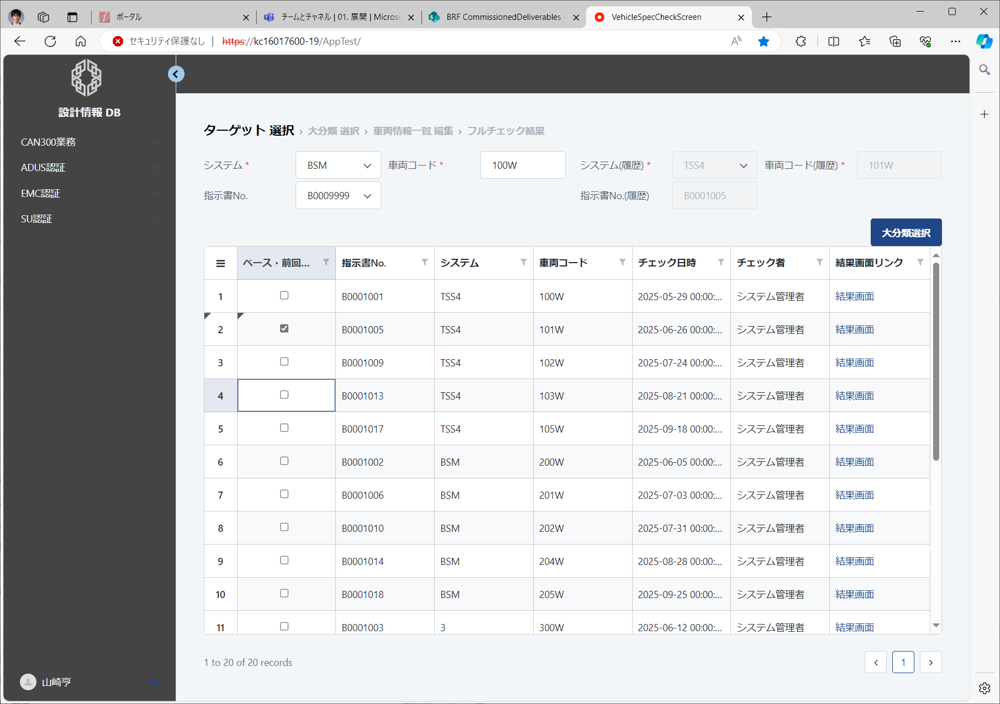 ポータル
チームとチャネル | 01. 展開 | Microsc
BRF CommissionedDeliverables -
VehicleSpecCheckScreen
セキュリティ保護なし
https://kc16017600-19/AppTest/
設計情報 DB
CAN300業務
ADUS認証
EMC認証
SU認証
山崎亨
ターゲット 選択 › 大分類 選択 › 車両情報一覧 編集 › フルチェック結果
システム * BSM 車両コード * 100W システム(履歴) * TSS4 車両コード(履歴) * 101W
指示書No. B0009999 指示書No.(履歴) B0001005
大分類選択
ベース・前回... 指示書No. システム 車両コード チェック日時 チェック者 結果画面リンク
1 B0001001 TSS4 100W 2025-05-29 00:00:... システム管理者 結果画面
2 B0001005 TSS4 101W 2025-06-26 00:00:... システム管理者 結果画面
3 B0001009 TSS4 102W 2025-07-24 00:00:... システム管理者 結果画面
4 B0001013 TSS4 103W 2025-08-21 00:00:... システム管理者 結果画面
5 B0001017 TSS4 105W 2025-09-18 00:00:... システム管理者 結果画面
6 B0001002 BSM 200W 2025-06-05 00:00:... システム管理者 結果画面
7 B0001006 BSM 201W 2025-07-03 00:00:... システム管理者 結果画面
8 B0001010 BSM 202W 2025-07-31 00:00:... システム管理者 結果画面
9 B0001014 BSM 204W 2025-08-28 00:00:... システム管理者 結果画面
10 B0001018 BSM 205W 2025-09-25 00:00:... システム管理者 結果画面
11 B0001003 3 300W 2025-06-12 00:00:... システム管理者 結果画面
1 to 20 of 20 records
1